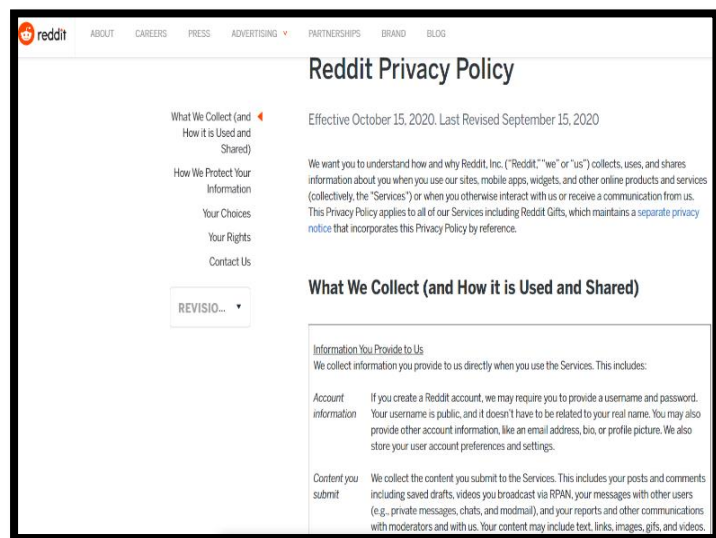 reddit ABOUT CAREERS PRESS ADVERTISING PARTNERSHIPS BRAND BLOG
Reddit Privacy Policy
What We Collect (and
How it is Used and
Shared)
How We Protect Your
Information
Your Choices
Your Rights
Contact Us
REVISIO...
Effective October 15, 2020. Last Revised September 15, 2020
We want you to understand how and why Reddit, Inc. ("Reddit," "we" or "us") collects, uses, and shares
information about you when you use our sites, mobile apps, widgets, and other online products and services
(collectively, the "Services") or when you otherwise interact with us or receive a communication from us.
This Privacy Policy applies to all of our Services including Reddit Gifts, which maintains a separate privacy
notice that incorporates this Privacy Policy by reference.
What We Collect (and How it is Used and Shared)
Information You Provide to Us
We collect information you provide to us directly when you use the Services. This includes:
Account
information
If you create a Reddit account, we may require you to provide a username and password.
Your username is public, and it doesn't have to be related to your real name. You may also
provide other account information, like an email address, bio, or profile picture. We also
store your user account preferences and settings.
Content you
submit
We collect the content you submit to the Services. This includes your posts and comments
including saved drafts, videos you broadcast via RPAN, your messages with other users
(e.g., private messages, chats, and modmail), and your reports and other communications
with moderators and with us. Your content may include text, links, images, gifs, and videos.